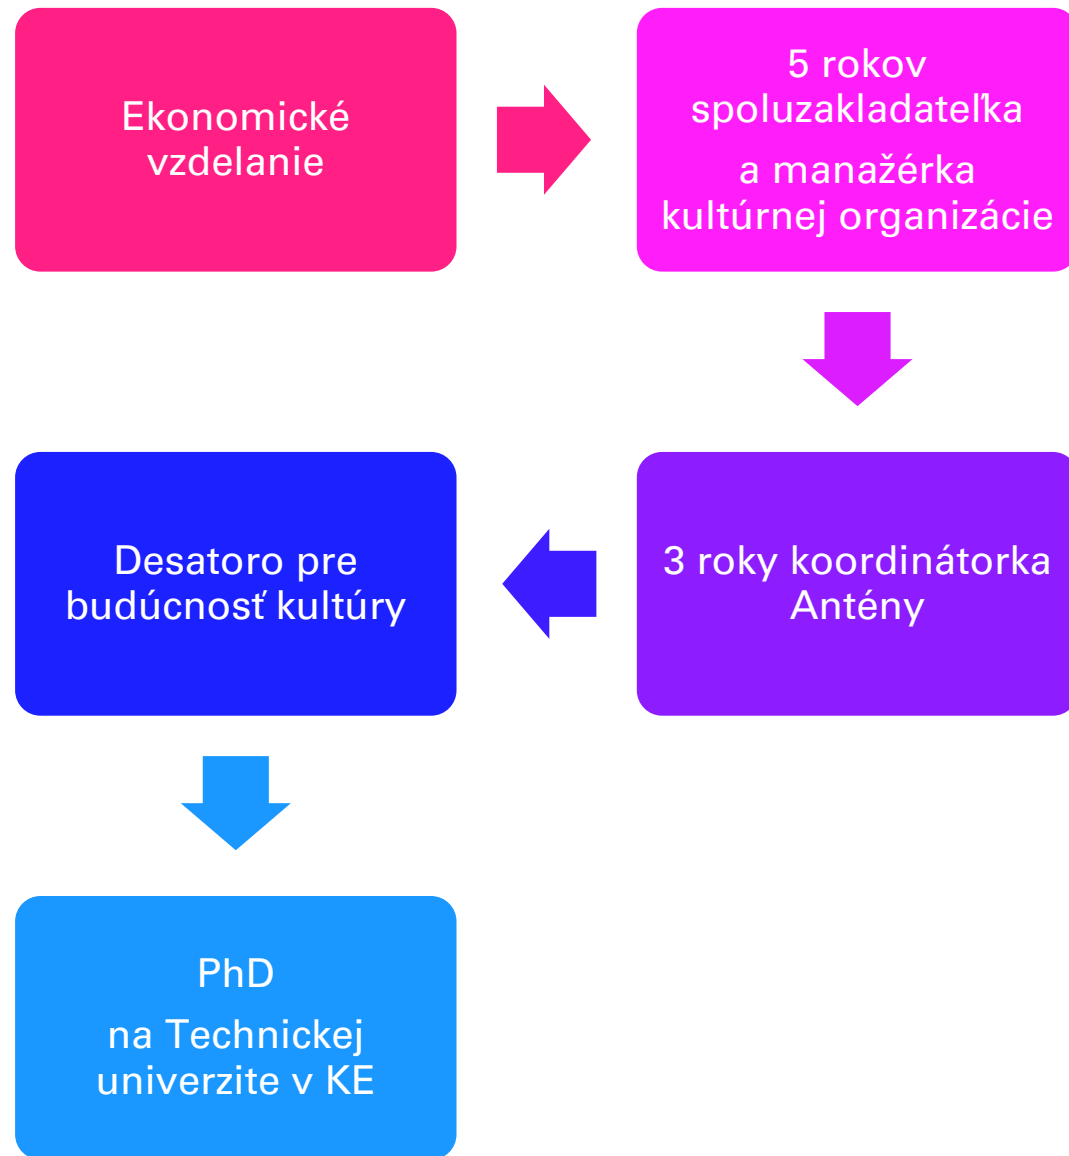 Ekonomické
vzdelanie
5 rokov
spoluzakladateľka
a manažérka
kultúrnej organizácie
3 roky koordinátorka
Antény
Desatoro pre
budúcnosť kultúry
PhD
na Technickej
univerzite v KE